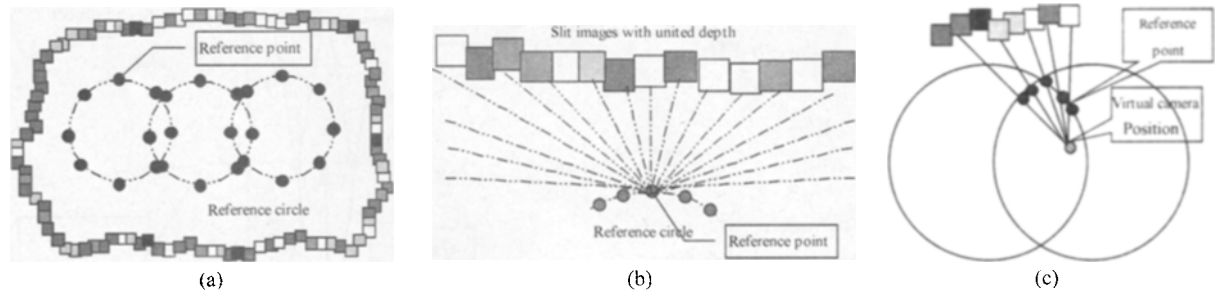 Reference point
Reference circle
(a)
Slit images with united depth
Reference circle
Reference point
(b)
Reference
point
Virtual camera
Position
(c)